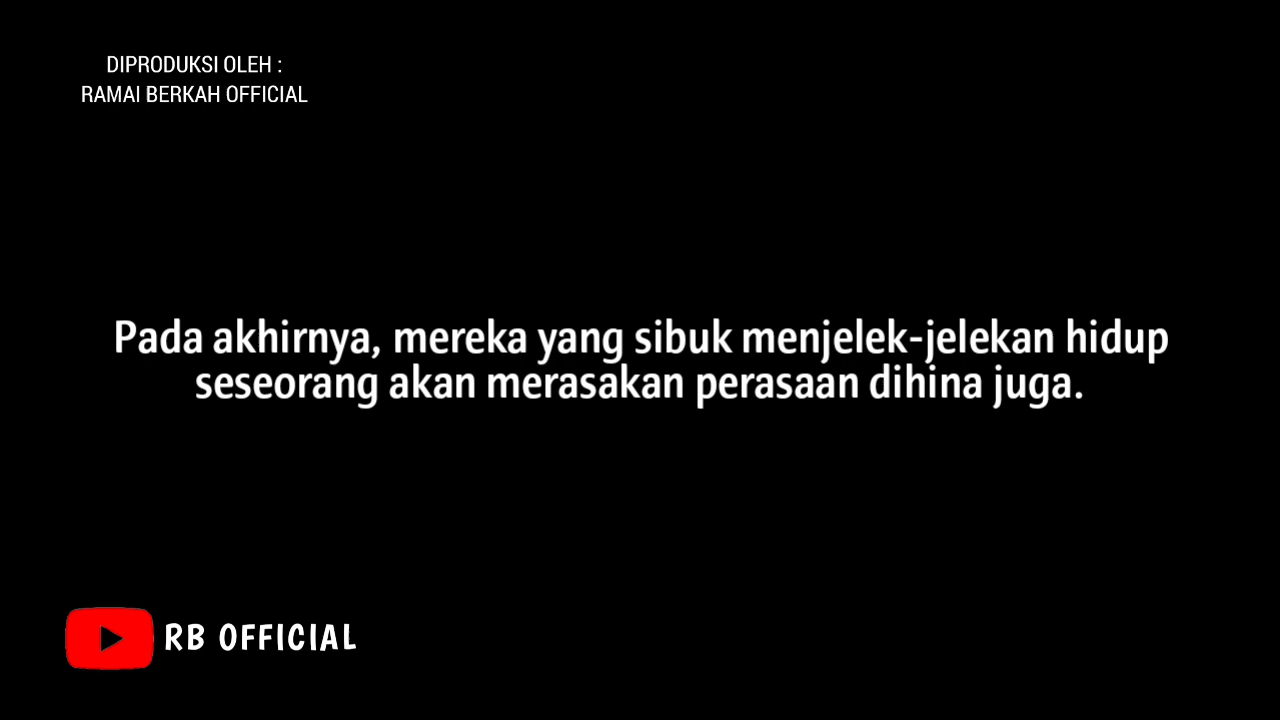 DIPRODUKSI OLEH :
RAMAI BERKAH OFFICIAL
Pada akhirnya, mereka yang sibuk menjelek-jelekan hidup
seseorang akan merasakan perasaan dihina juga.
RB OFFICIAL